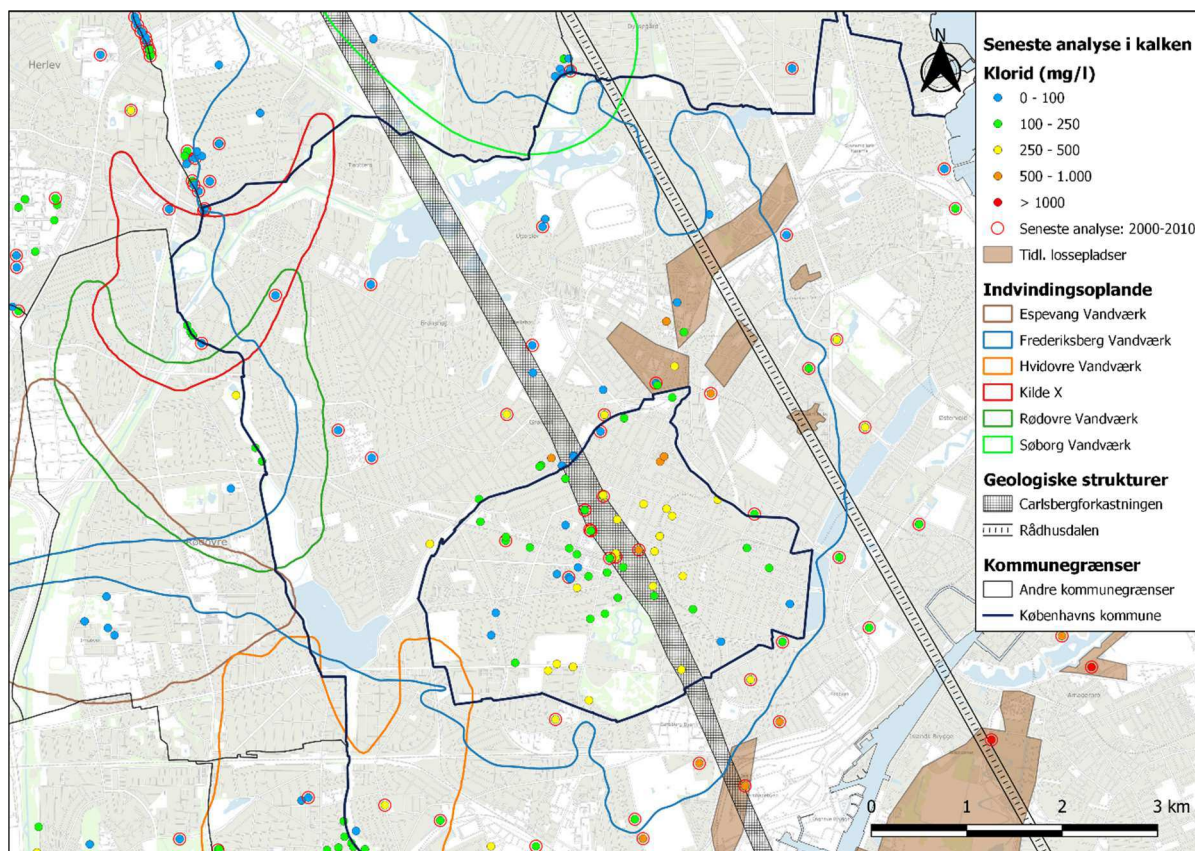 Seneste analyse i kalken
Klorid (mg/l)
0 - 100
100 - 250
250 - 500
500 - 1.000
> 1000
Seneste analyse: 2000-2010
Tidl. lossepladser
Indvindingsoplande
Espevang Vandværk
Frederiksberg Vandværk
Hvidovre Vandværk
Kilde X
Rødovre Vandværk
Søborg Vandværk
Geologiske strukturer
Carlsbergforkastningen
Rådhusdalen
Kommunegrænser
Andre kommunegrænser
Københavns kommune
N
Herlev
0 1 2 3 km